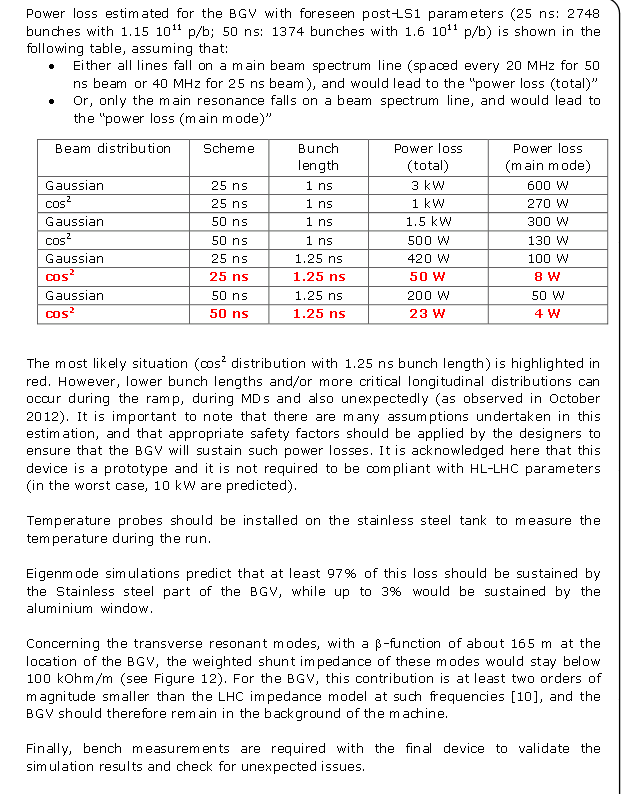 Power loss estimated for the BGV with foreseen post-LS1 parameters (25 ns: 2748
bunches with 1.15 10¹¹ p/b; 50 ns: 1374 bunches with 1.6 10¹¹ p/b) is shown in the
following table, assuming that:
• Either all lines fall on a main beam spectrum line (spaced every 20 MHz for 50
ns beam or 40 MHz for 25 ns beam), and would lead to the “power loss (total)”
• Or, only the main resonance falls on a beam spectrum line, and would lead to
the “power loss (main mode)”
Beam distribution Scheme Bunch Power loss Power loss
length (total) (main mode)
Gaussian 25 ns 1 ns 3 kW 600 W
cos² 25 ns 1 ns 1 kW 270 W
Gaussian 50 ns 1 ns 1.5 kW 300 W
cos² 50 ns 1 ns 500 W 130 W
Gaussian 25 ns 1.25 ns 420 W 100 W
cos² 25 ns 1.25 ns 50 W 8 W
Gaussian 50 ns 1.25 ns 200 W 50 W
cos² 50 ns 1.25 ns 23 W 4 W
The most likely situation (cos² distribution with 1.25 ns bunch length) is highlighted in
red. However, lower bunch lengths and/or more critical longitudinal distributions can
occur during the ramp, during MDs and also unexpectedly (as observed in October
2012). It is important to note that there are many assumptions undertaken in this
estimation, and that appropriate safety factors should be applied by the designers to
ensure that the BGV will sustain such power losses. It is acknowledged here that this
device is a prototype and it is not required to be compliant with HL-LHC parameters
(in the worst case, 10 kW are predicted).
Temperature probes should be installed on the stainless steel tank to measure the
temperature during the run.
Eigenmode simulations predict that at least 97% of this loss should be sustained by
the Stainless steel part of the BGV, while up to 3% would be sustained by the
aluminium window.
Concerning the transverse resonant modes, with a β-function of about 165 m at the
location of the BGV, the weighted shunt impedance of these modes would stay below
100 kOhm/m (see Figure 12). For the BGV, this contribution is at least two orders of
magnitude smaller than the LHC impedance model at such frequencies [10], and the
BGV should therefore remain in the background of the machine.
Finally, bench measurements are required with the final device to validate the
simulation results and check for unexpected issues.